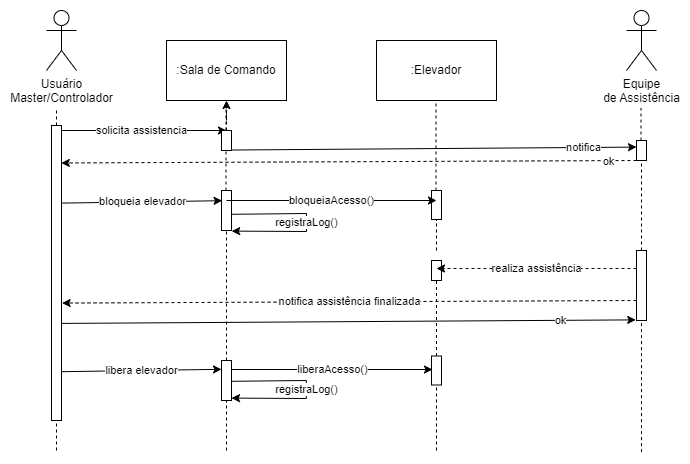 Usuário
Master/Controlador
:Sala de Comando
:Elevador
Equipe
de Assistência
solicita assistencia
notifica
ok
bloqueia elevador
bloqueiaAcesso()
registraLog()
realiza assistência
notifica assistência finalizada
ok
libera elevador
liberaAcesso()
registraLog()